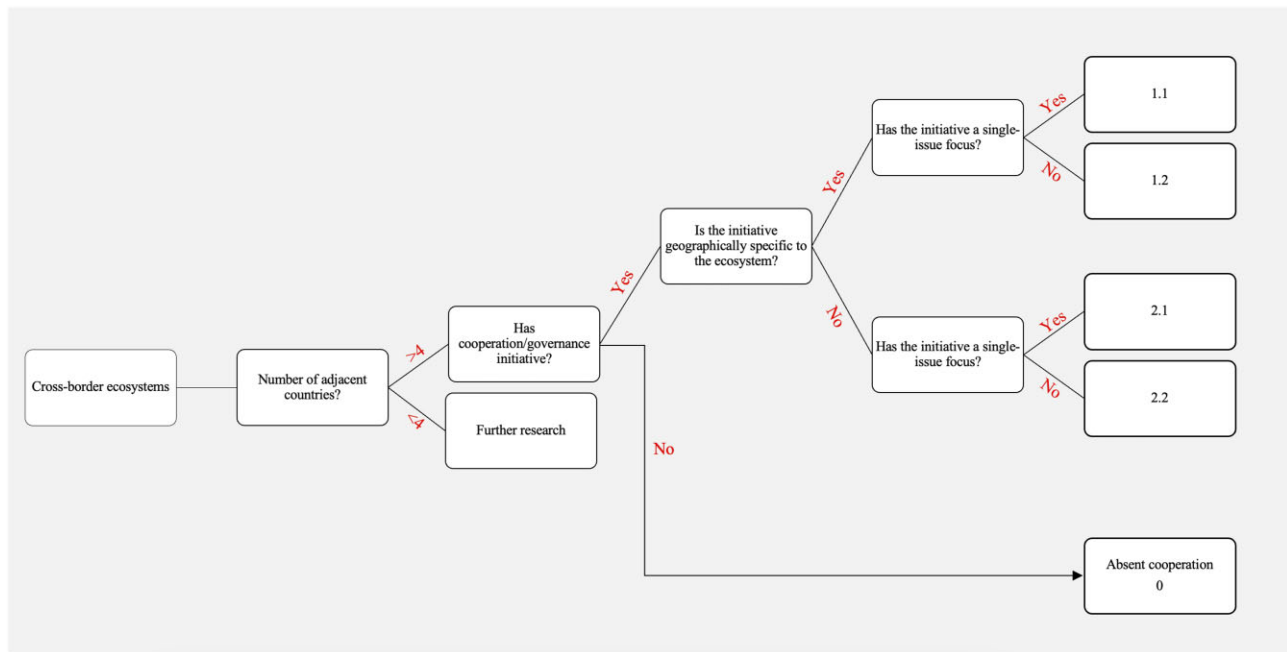 Cross-border ecosystems
Number of adjacent
countries?
>4
<4
Has
cooperation/governance
initiative?
Further research
Yes
No
Is the initiative
geographically specific to
the ecosystem?
Yes
No
Has the initiative a single-
issue focus?
Yes
No
1.1
1.2
Has the initiative a single-
issue focus?
Yes
No
2.1
2.2
Absent cooperation
0